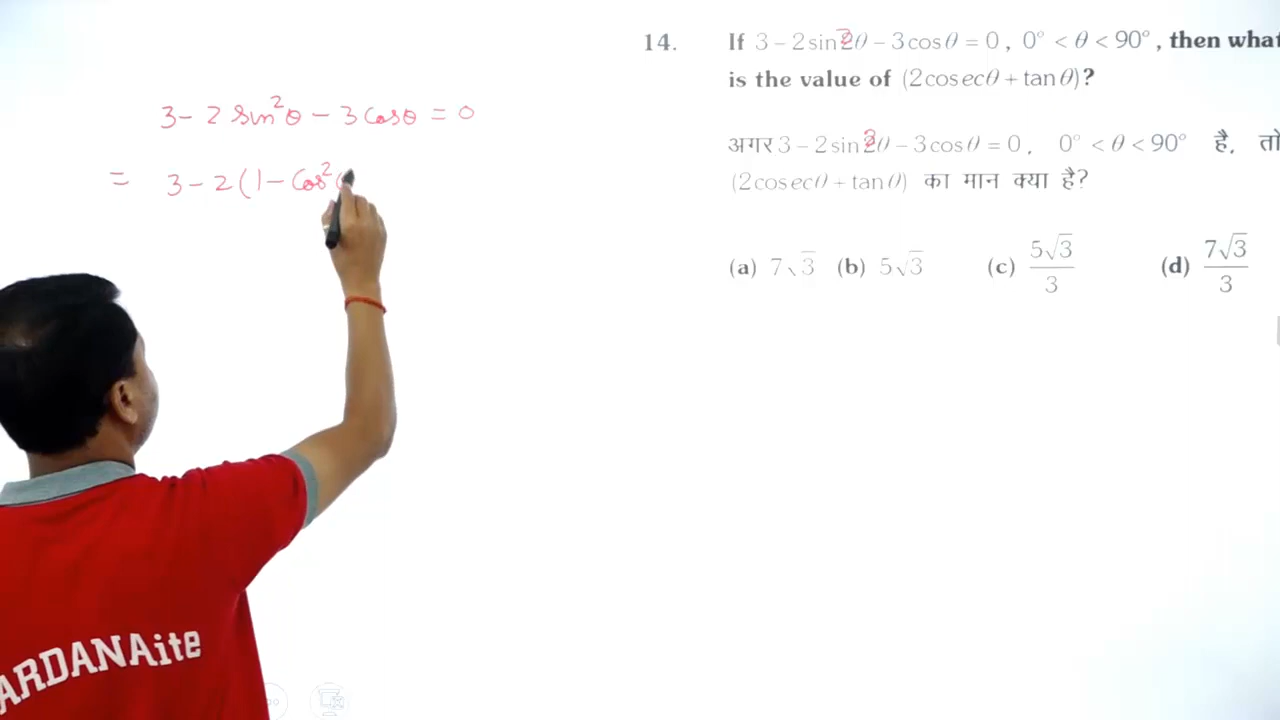 14. If 3 – 2 sin²θ – 3 cos θ = 0, 0° < θ < 90°, then what
is the value of (2 cosec θ + tan θ)?
अगर 3 – 2 sin²θ – 3 cos θ = 0, 0° < θ < 90° है, तो
(2 cosec θ + tan θ) का मान क्या है?
(a) 7√3 (b) 5√3 (c) 5√3/3 (d) 7√3/3
3 – 2 sin²θ – 3 cosθ = 0
= 3 – 2 (1 – cos²
ARDANAite